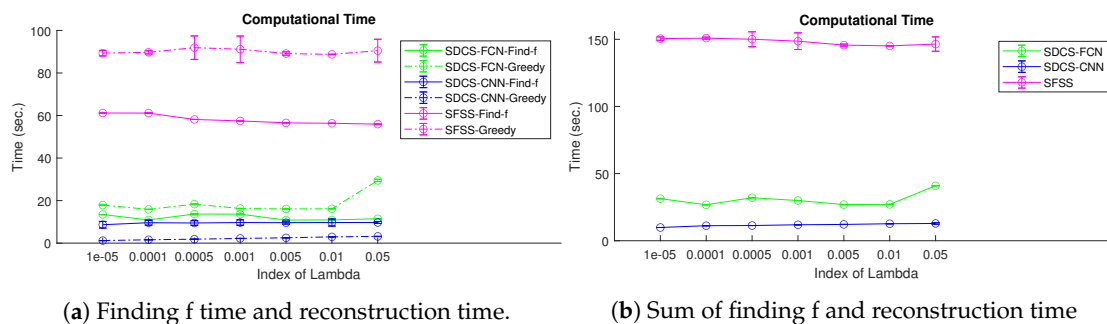 Computational Time
100
80
60
40
20
0
Time (sec.)
1e-05 0.0001 0.0005 0.001 0.005 0.01 0.05
Index of Lambda
SDCS-FCN-Find-f
SDCS-FCN-Greedy
SDCS-CNN-Find-f
SDCS-CNN-Greedy
SFSS-Find-f
SFSS-Greedy
(a) Finding f time and reconstruction time.
Computational Time
150
100
50
0
Time (sec.)
1e-05 0.0001 0.0005 0.001 0.005 0.01 0.05
Index of Lambda
SDCS-FCN
SDCS-CNN
SFSS
(b) Sum of finding f and reconstruction time